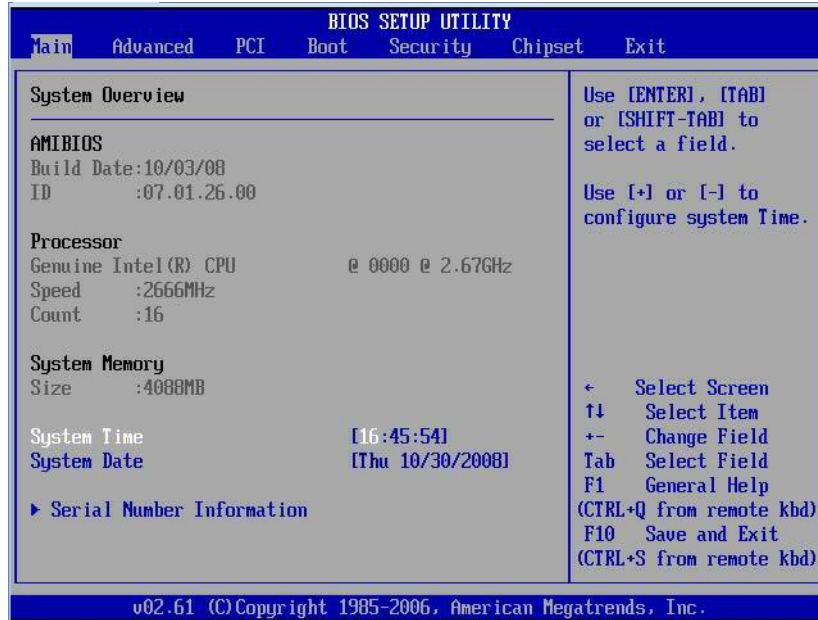 BIOS SETUP UTILITY
Main Advanced PCI Boot Security Chipset Exit
System Overview
AMIBIOS
Build Date:10/03/08
ID :07.01.26.00
Processor
Genuine Intel(R) CPU @ 0000 @ 2.67GHz
Speed :2666MHz
Count :16
System Memory
Size :4088MB
System Time [16:45:54]
System Date [Thu 10/30/2008]
▶ Serial Number Information
Use [ENTER], [TAB]
or [SHIFT-TAB] to
select a field.
Use [+] or [-] to
configure system Time.
← Select Screen
↑↓ Select Item
+- Change Field
Tab Select Field
F1 General Help
(CTRL+Q from remote kbd)
F10 Save and Exit
(CTRL+S from remote kbd)
v02.61 (C)Copyright 1985-2006, American Megatrends, Inc.